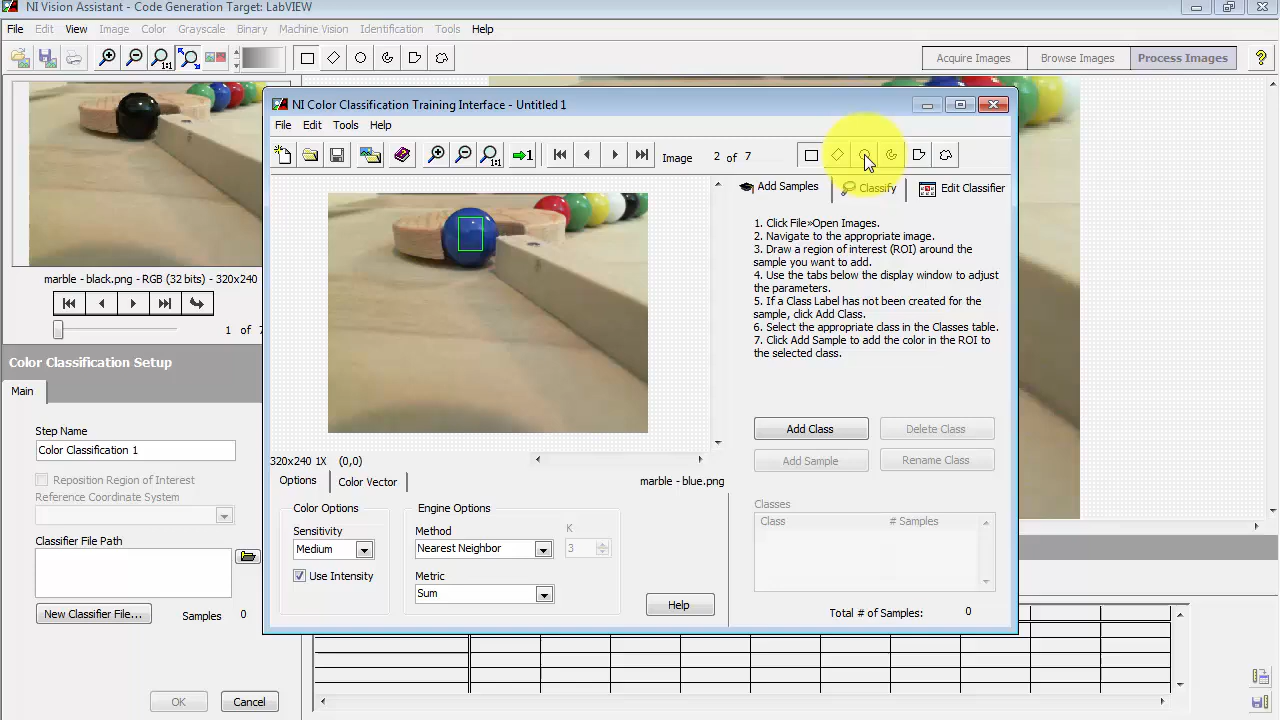 NI Vision Assistant - Code Generation Target: LabVIEW
File Edit View Image Color Grayscale Binary Machine Vision Identification Tools Help
1:1
Acquire Images Browse Images Process Images ?
marble - black.png - RGB (32 bits) - 320x240
1 of 7
Color Classification Setup
Main
Step Name
Color Classification 1
Reposition Region of Interest
Reference Coordinate System
Classifier File Path
New Classifier File... Samples 0
OK Cancel
NI Color Classification Training Interface - Untitled 1
File Edit Tools Help
1:1 1 Image 2 of 7
Add Samples Classify Edit Classifier
1. Click File»Open Images.
2. Navigate to the appropriate image.
3. Draw a region of interest (ROI) around the
sample you want to add.
4. Use the tabs below the display window to adjust
the parameters.
5. If a Class Label has not been created for the
sample, click Add Class.
6. Select the appropriate class in the Classes table.
7. Click Add Sample to add the color in the ROI to
the selected class.
Add Class Delete Class
Add Sample Rename Class
320x240 1X (0,0)
Options Color Vector marble - blue.png
Color Options Engine Options
Sensitivity Method K
Medium Nearest Neighbor 3
Use Intensity Metric
Sum
Help
Classes
Class # Samples
Total # of Samples: 0